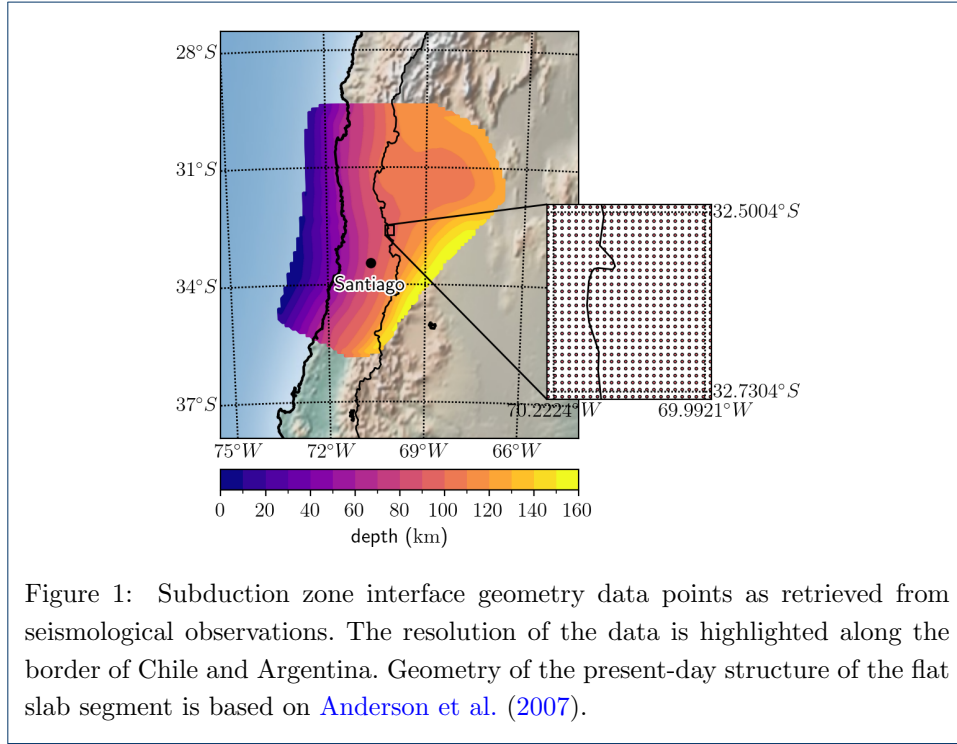 28°S
31°S
34°S
37°S
75°W 72°W 69°W 66°W
Santiago
32.5004°S
32.7304°S
70.2224°W 69.9921°W
0 20 40 60 80 100 120 140 160
depth (km)
Figure 1: Subduction zone interface geometry data points as retrieved from
seismological observations. The resolution of the data is highlighted along the
border of Chile and Argentina. Geometry of the present-day structure of the flat
slab segment is based on Anderson et al. (2007).